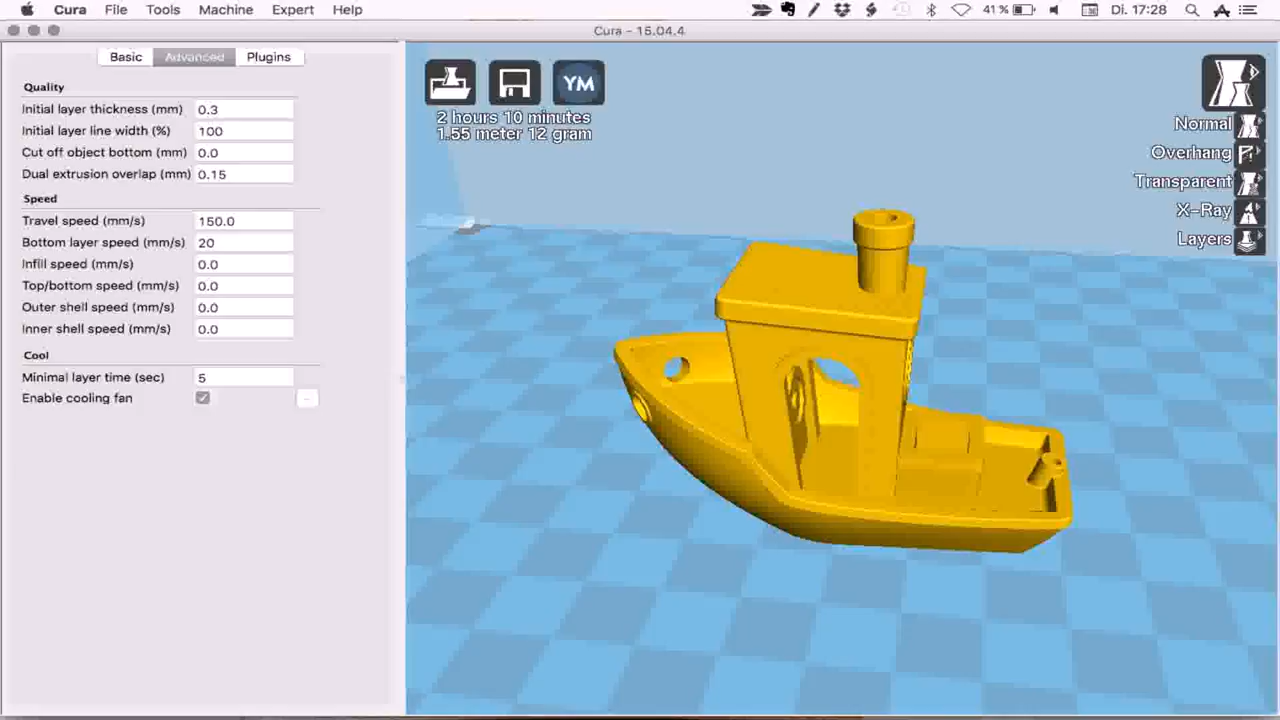 Cura File Tools Machine Expert Help 41% Di. 17:28
Cura - 15.04.4
Basic Advanced Plugins
Quality
Initial layer thickness (mm) 0.3
Initial layer line width (%) 100
Cut off object bottom (mm) 0.0
Dual extrusion overlap (mm) 0.15
Speed
Travel speed (mm/s) 150.0
Bottom layer speed (mm/s) 20
Infill speed (mm/s) 0.0
Top/bottom speed (mm/s) 0.0
Outer shell speed (mm/s) 0.0
Inner shell speed (mm/s) 0.0
Cool
Minimal layer time (sec) 5
Enable cooling fan ...
YM
2 hours 10 minutes
1.55 meter 12 gram
Normal
Overhang
Transparent
X-Ray
Layers